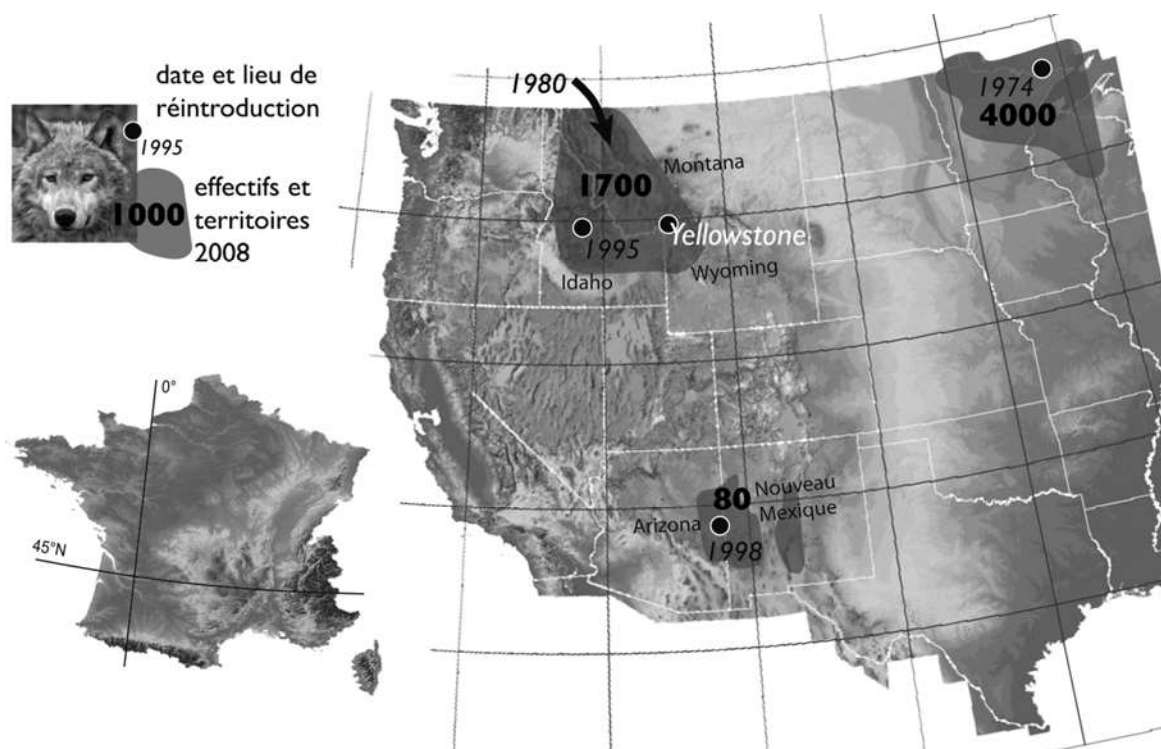 date et lieu de
réintroduction
1995
1000
effectifs et
territoires
2008
0°
45°N
1980
1974
4000
Montana
1700
Yellowstone
1995
Idaho
Wyoming
80
Nouveau
Mexique
Arizona
1998